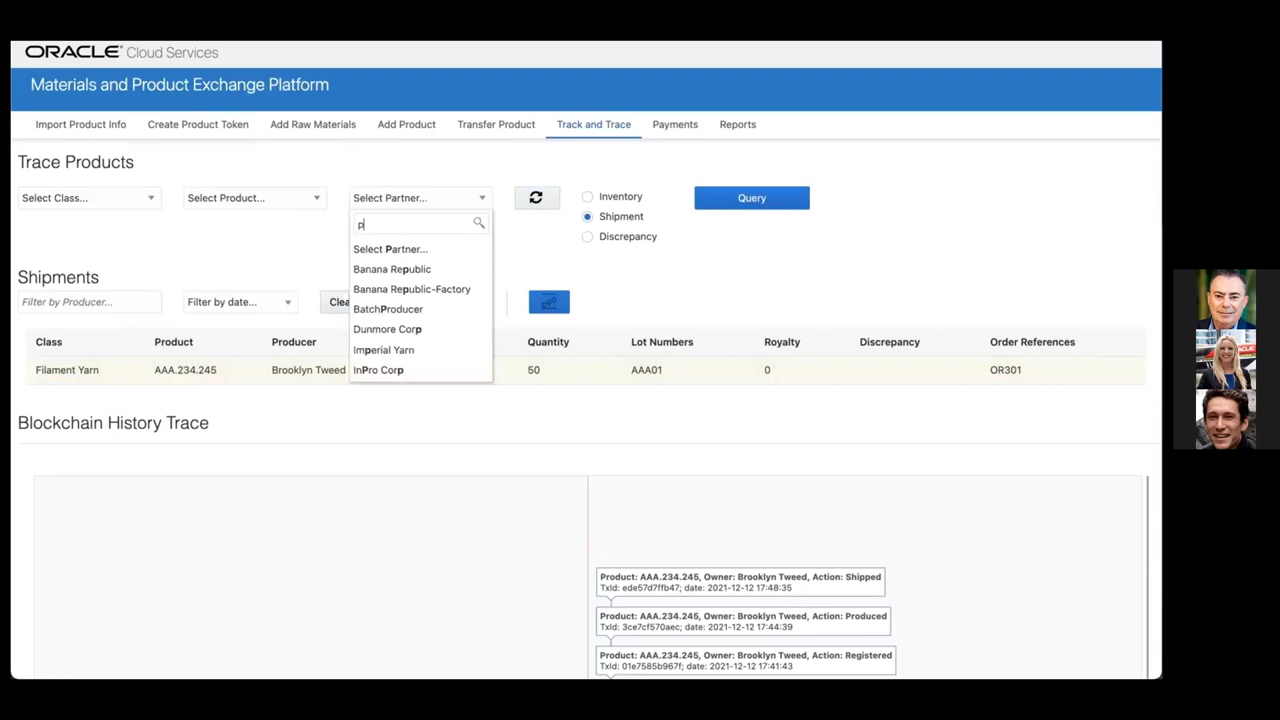 ORACLE Cloud Services
Materials and Product Exchange Platform
Import Product Info Create Product Token Add Raw Materials Add Product Transfer Product Track and Trace Payments Reports
Trace Products
Select Class... Select Product... Select Partner... Inventory Query
Shipment
Discrepancy
p
Select Partner...
Banana Republic
Banana Republic-Factory
BatchProducer
Dunmore Corp
Imperial Yarn
InPro Corp
Shipments
Filter by Producer... Filter by date... Clea
Class Product Producer Quantity Lot Numbers Royalty Discrepancy Order References
Filament Yarn AAA.234.245 Brooklyn Tweed 50 AAA01 0 OR301
Blockchain History Trace
Product: AAA.234.245, Owner: Brooklyn Tweed, Action: Shipped
TxId: ede57d7ffb47; date: 2021-12-12 17:48:35
Product: AAA.234.245, Owner: Brooklyn Tweed, Action: Produced
TxId: 3ce7cf570aec; date: 2021-12-12 17:44:39
Product: AAA.234.245, Owner: Brooklyn Tweed, Action: Registered
TxId: 01e7585b967f; date: 2021-12-12 17:41:43